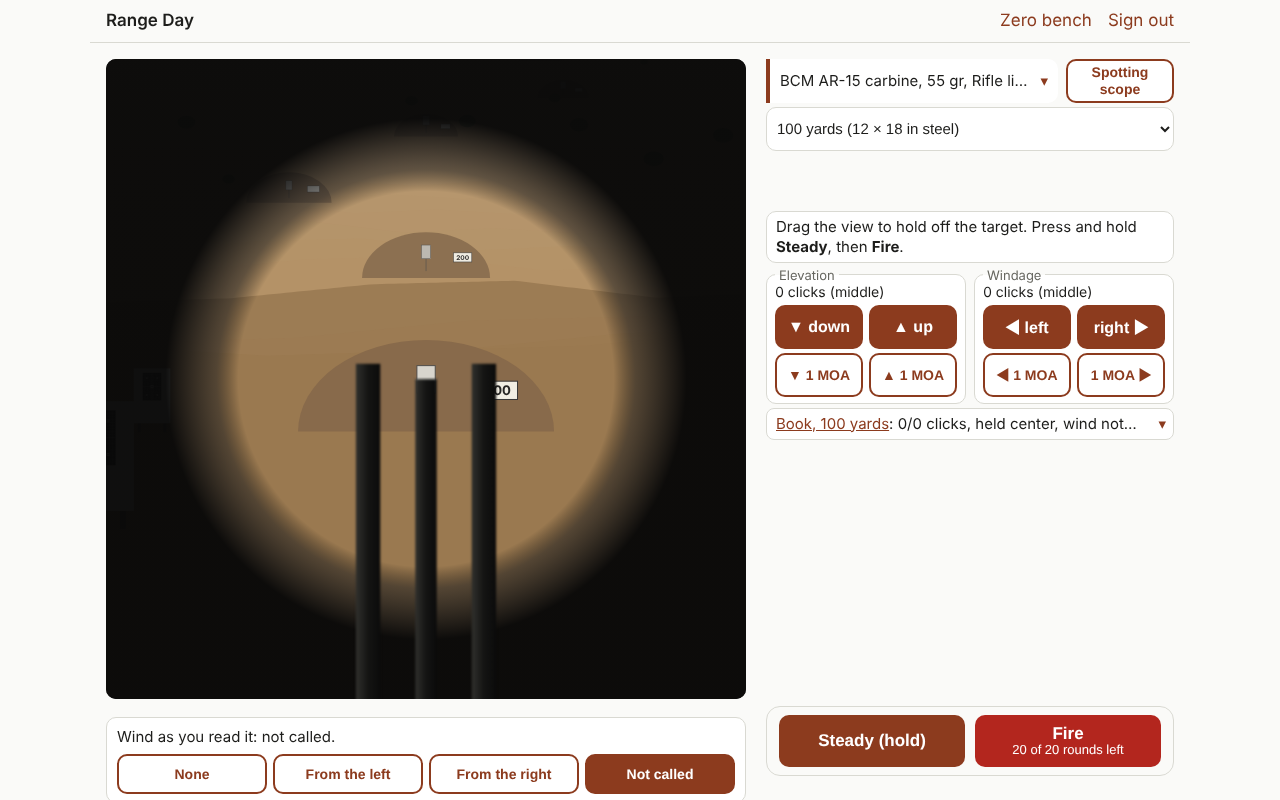 Range Day
Zero bench
Sign out
BCM AR-15 carbine, 55 gr, Rifle li... ▾
Spotting
scope
100 yards (12 × 18 in steel)
200
00
Drag the view to hold off the target. Press and hold
Steady, then Fire.
Elevation
0 clicks (middle)
▼ down
▲ up
▼ 1 MOA
▲ 1 MOA
Windage
0 clicks (middle)
◀ left
right ▶
◀ 1 MOA
1 MOA ▶
Book, 100 yards: 0/0 clicks, held center, wind not... ▾
Steady (hold)
Fire
20 of 20 rounds left
Wind as you read it: not called.
None
From the left
From the right
Not called